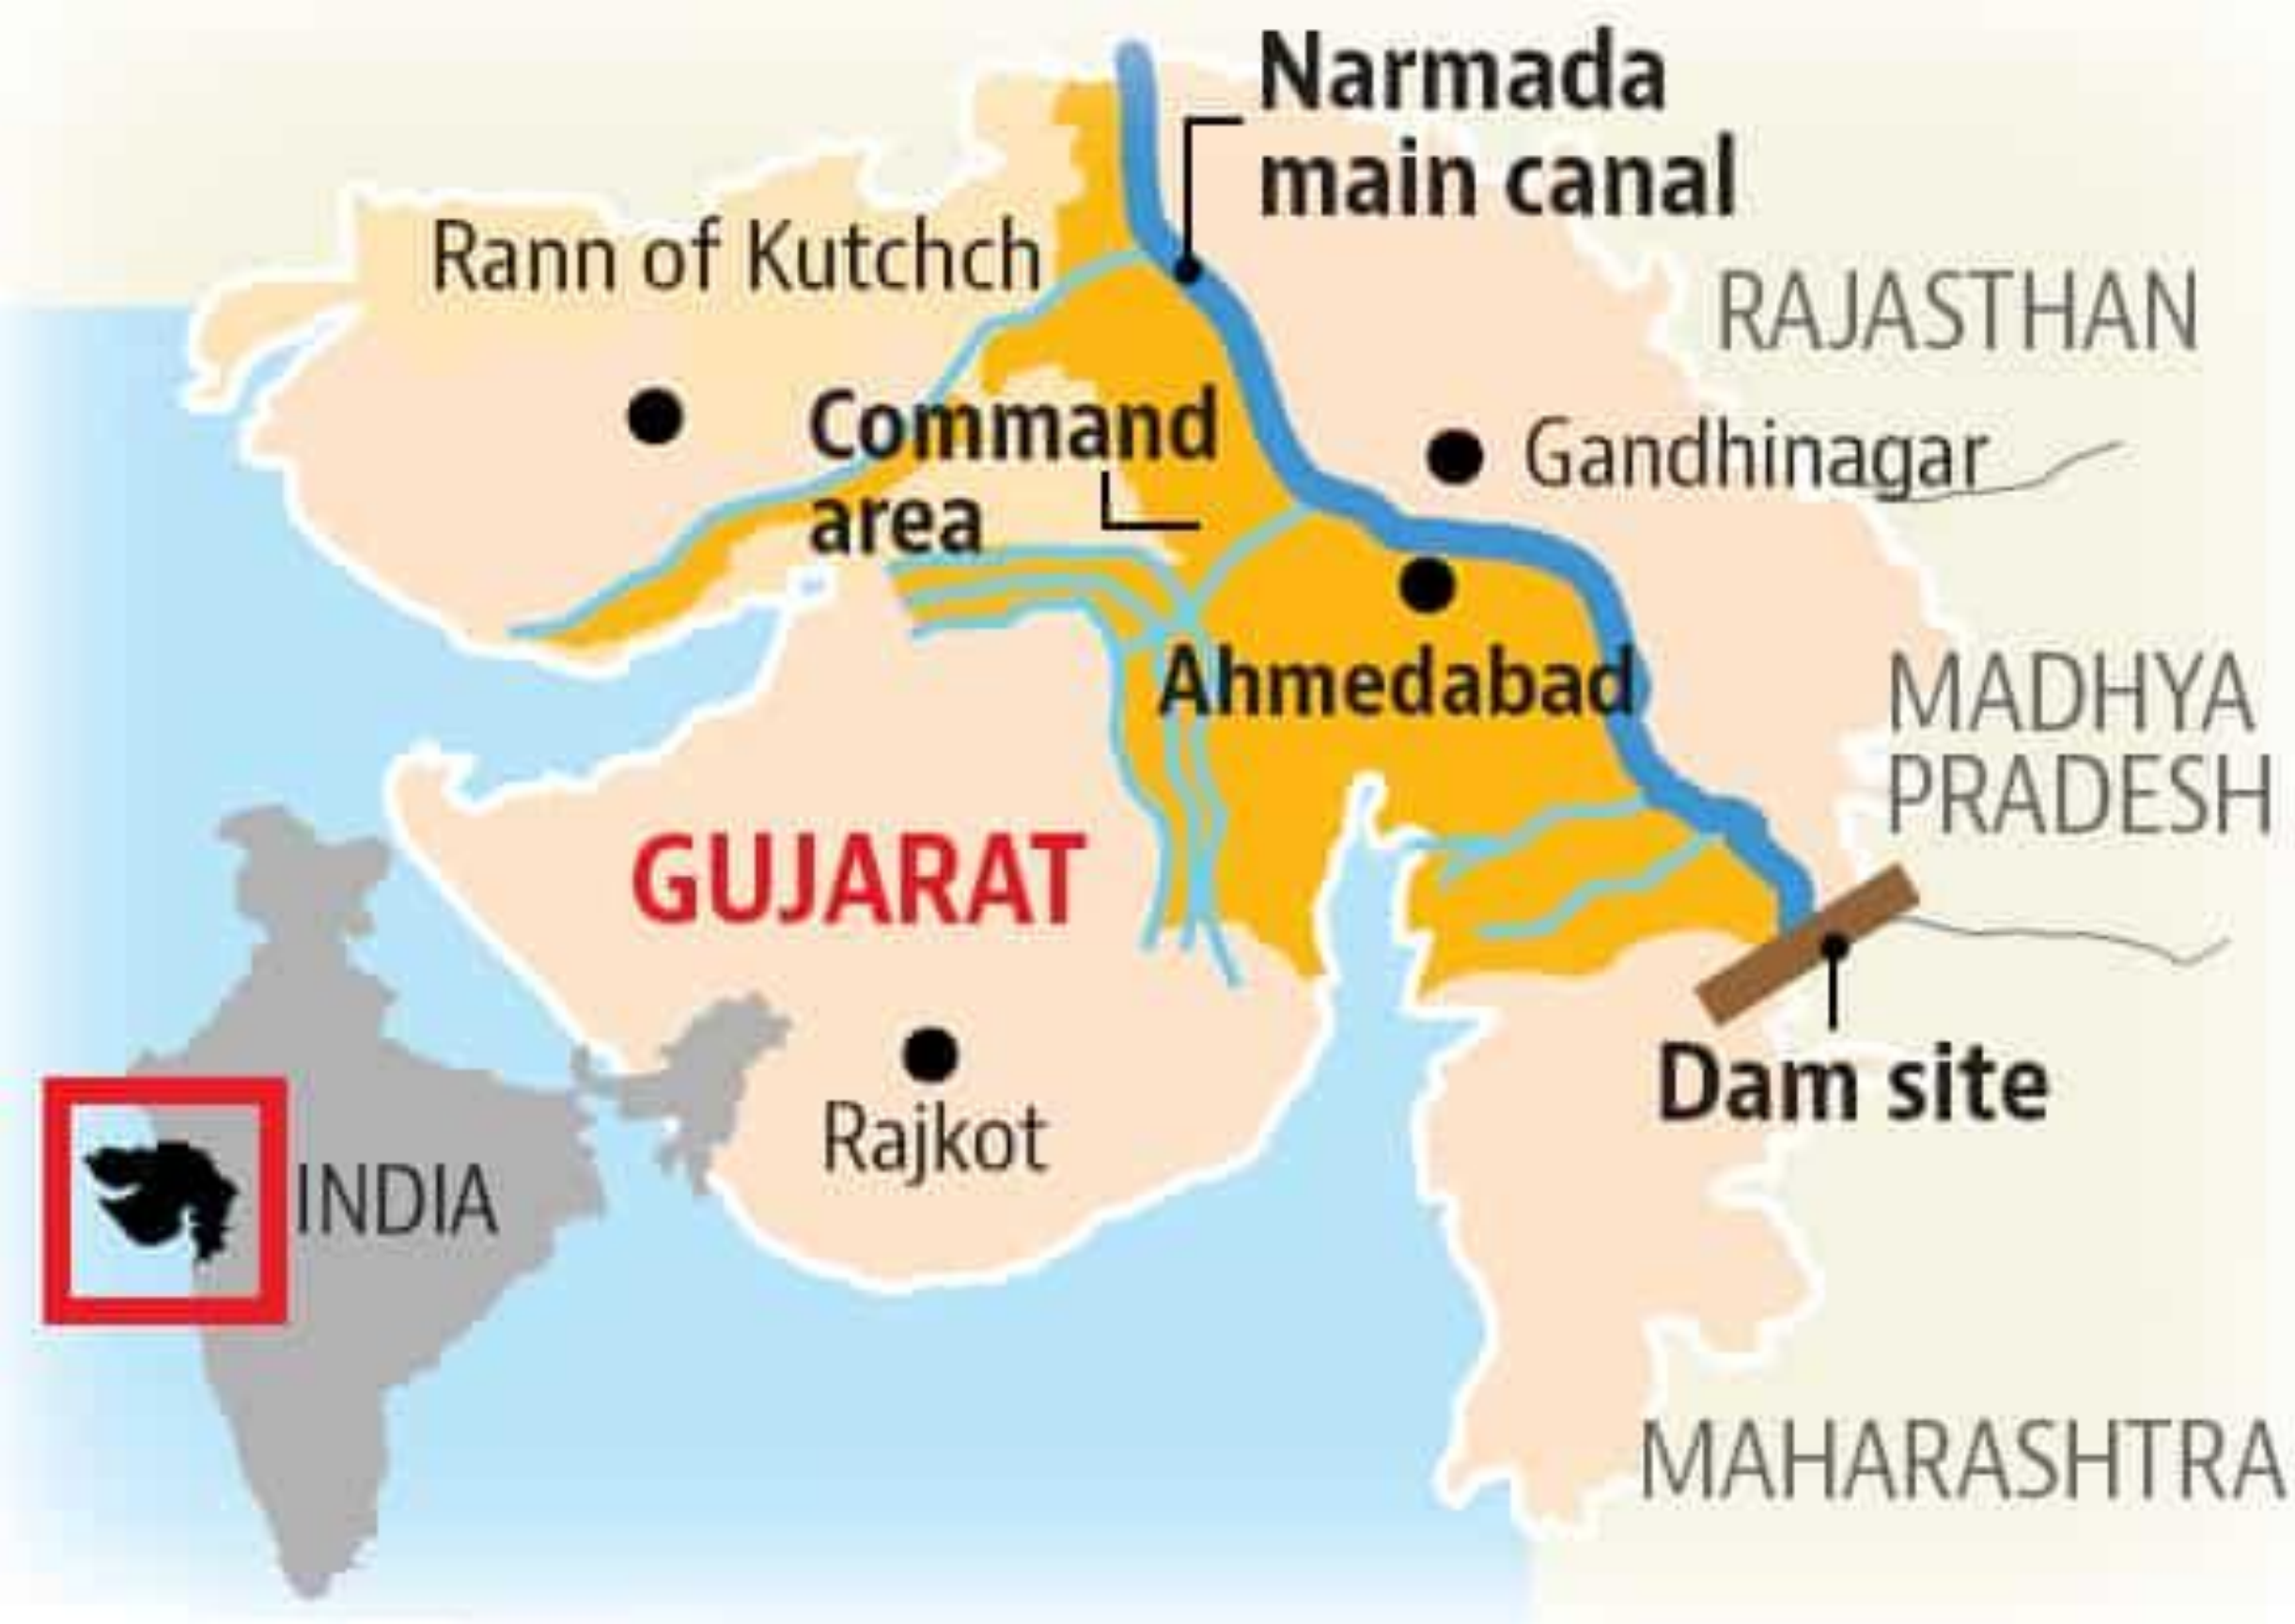 Narmada
main canal
Rann of Kutchch
RAJASTHAN
Command
area
Gandhinagar
Ahmedabad
MADHYA
PRADESH
GUJARAT
Dam site
Rajkot
INDIA
MAHARASHTRA